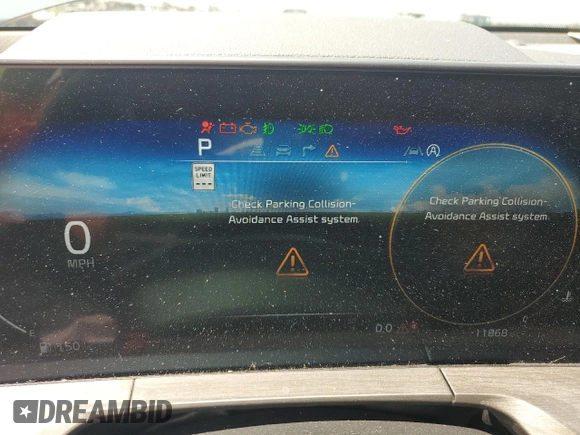 P
A
SPEED
LIMIT
---
Check Parking Collision-
Avoidance Assist system.
Check Parking Collision-
Avoidance Assist system.
0
MPH
E
C
150
0.0
11868
DREAMBID